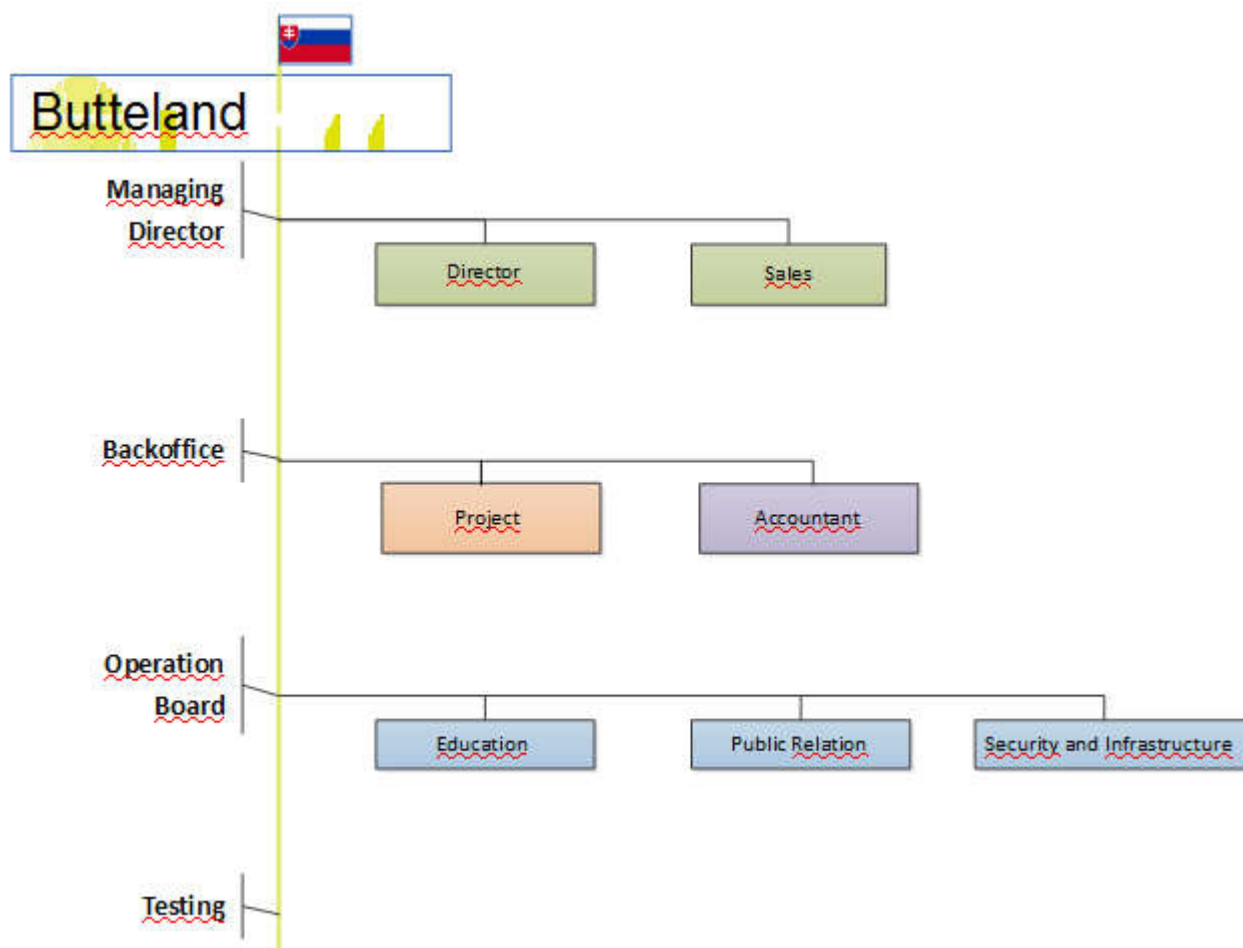 Butteland
Managing
Director
Director
Sales
Backoffice
Project
Accountant
Operation
Board
Education
Public Relation
Security and Infrastructure
Testing